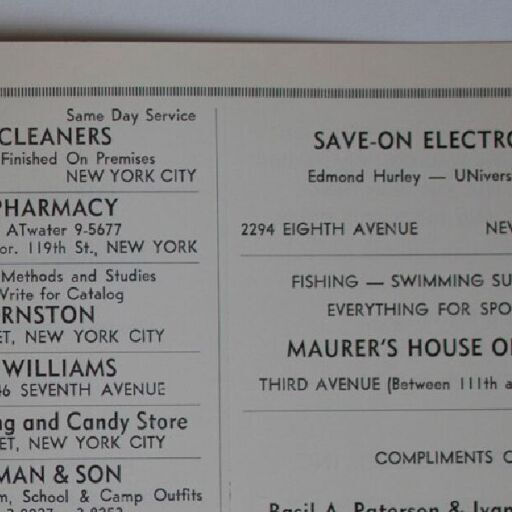 Same Day Service
CLEANERS
Finished On Premises
NEW YORK CITY
PHARMACY
ATwater 9-5677
or. 119th St., NEW YORK
Methods and Studies
Write for Catalog
RNSTON
ET, NEW YORK CITY
WILLIAMS
46 SEVENTH AVENUE
ng and Candy Store
ET, NEW YORK CITY
MAN & SON
m, School & Camp Outfits
SAVE-ON ELECTRO
Edmond Hurley — UNivers
2294 EIGHTH AVENUE NE
FISHING — SWIMMING SU
EVERYTHING FOR SPO
MAURER'S HOUSE O
THIRD AVENUE (Between 111th a
COMPLIMENTS O
Basil A. Paterson & Ivan